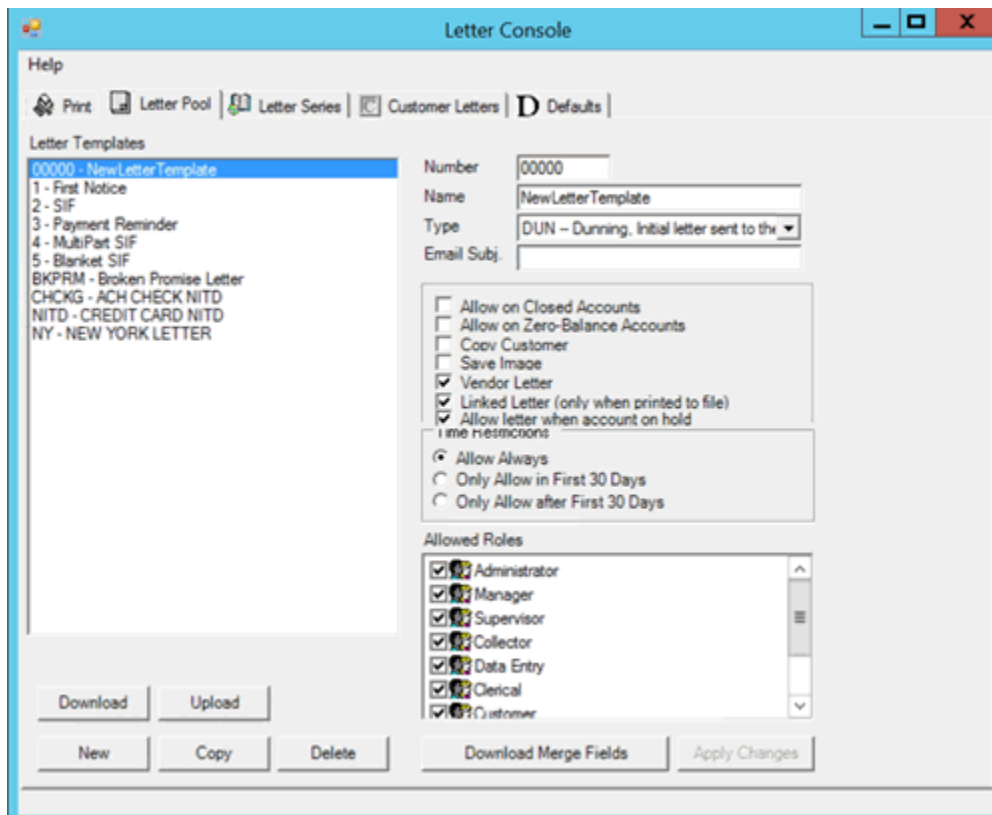 Letter Console
Help
Print
Letter Pool
Letter Series
C
Customer Letters
D
Defaults
Letter Templates
00000 - NewLetterTemplate
1 - First Notice
2 - SIF
3 - Payment Reminder
4 - MultiPart SIF
5 - Blanket SIF
BKPRM - Broken Promise Letter
CHCKG - ACH CHECK NITD
NITD - CREDIT CARD NITD
NY - NEW YORK LETTER
Number
00000
Name
NewLetterTemplate
Type
DUN -- Dunning, Initial letter sent to the
Email Subj.
Allow on Closed Accounts
Allow on Zero-Balance Accounts
Copy Customer
Save Image
Vendor Letter
Linked Letter (only when printed to file)
Allow letter when account on hold
Time Restrictions
Allow Always
Only Allow in First 30 Days
Only Allow after First 30 Days
Allowed Roles
Administrator
Manager
Supervisor
Collector
Data Entry
Clerical
Customer
Download
Upload
New
Copy
Delete
Download Merge Fields
Apply Changes